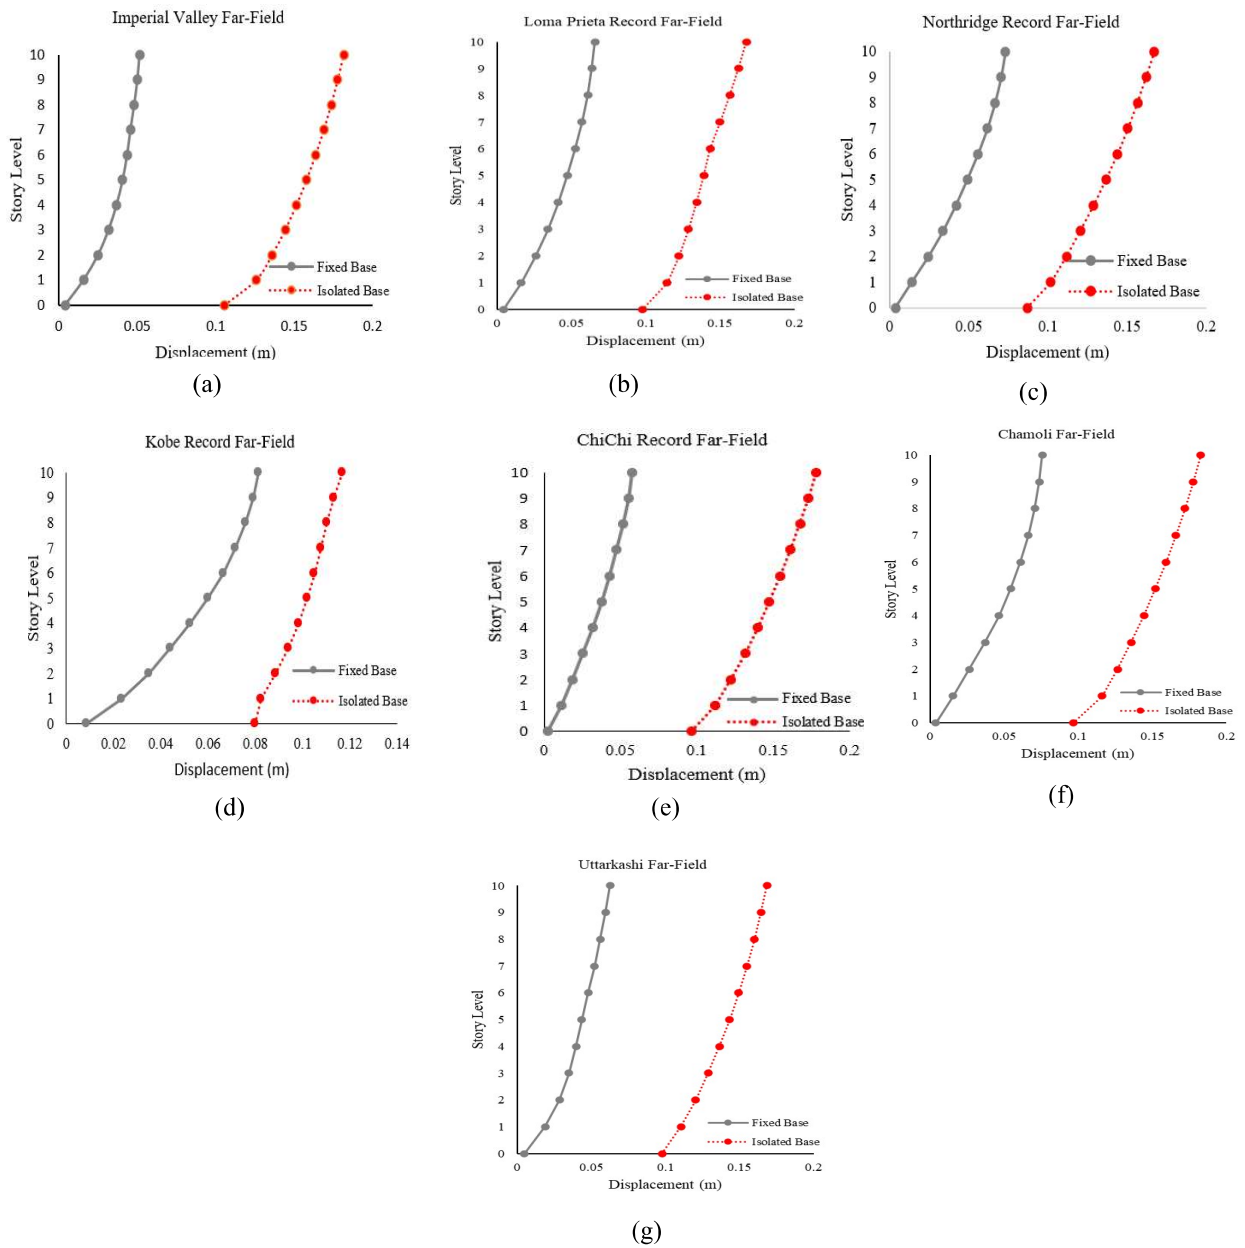 Imperial Valley Far-Field
10
9
8
7
6
5
4
3
2
1
0
Story Level
Fixed Base
Isolated Base
0 0.05 0.1 0.15 0.2
Displacement (m)
(a)
Loma Prieta Record Far-Field
10
9
8
7
6
5
4
3
2
1
0
Story Level
Fixed Base
Isolated Base
0 0.05 0.1 0.15 0.2
Displacement (m)
(b)
Northridge Record Far-Field
10
9
8
7
6
5
4
3
2
1
0
Story Level
Fixed Base
Isolated Base
0 0.05 0.1 0.15 0.2
Displacement (m)
(c)
Kobe Record Far-Field
10
9
8
7
6
5
4
3
2
1
0
Story Level
Fixed Base
Isolated Base
0 0.02 0.04 0.06 0.08 0.1 0.12 0.14
Displacement (m)
(d)
ChiChi Record Far-Field
10
9
8
7
6
5
4
3
2
1
0
Story Level
Fixed Base
Isolated Base
0 0.05 0.1 0.15 0.2
Displacement (m)
(e)
Chamoli Far-Field
10
9
8
7
6
5
4
3
2
1
0
Story Level
Fixed Base
Isolated Base
0 0.05 0.1 0.15 0.2
Displacement (m)
(f)
Uttarkashi Far-Field
10
9
8
7
6
5
4
3
2
1
0
Story Level
Fixed Base
Isolated Base
0 0.05 0.1 0.15 0.2
Displacement (m)
(g)